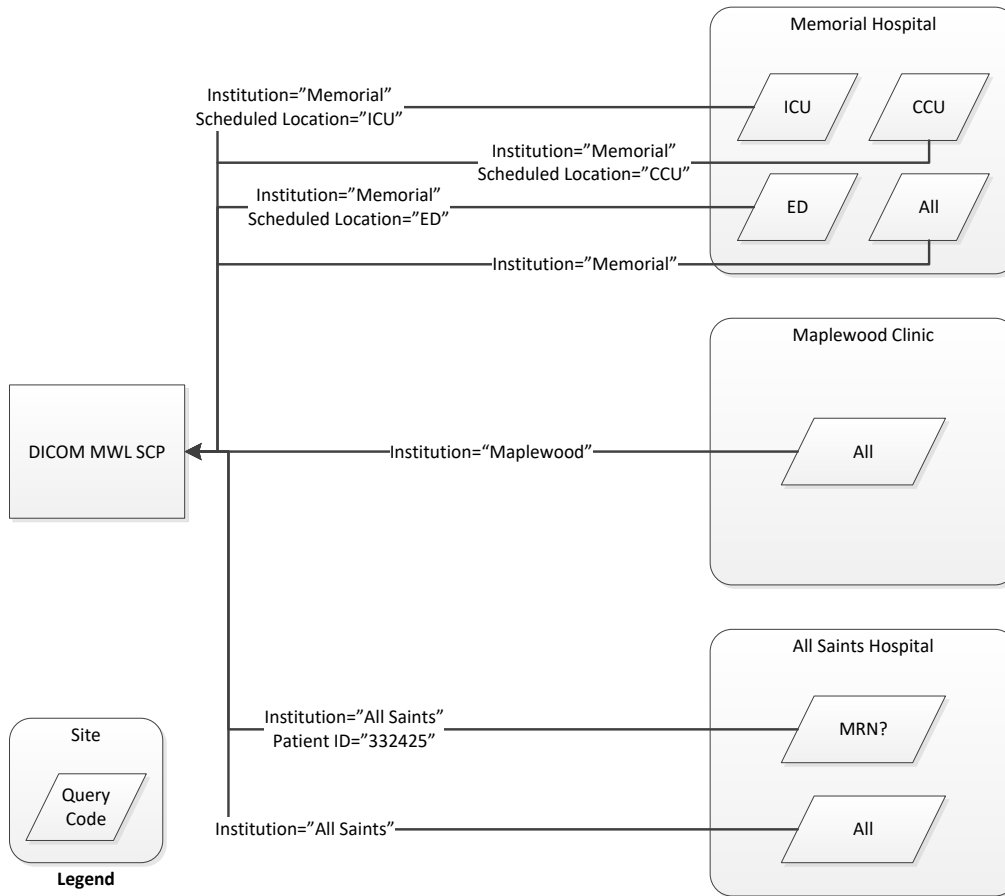 Memorial Hospital
Institution=”Memorial”
Scheduled Location=”ICU”
ICU
CCU
Institution=”Memorial”
Scheduled Location=”CCU”
Institution=”Memorial”
Scheduled Location=”ED”
ED
All
Institution=”Memorial”
Maplewood Clinic
DICOM MWL SCP
Institution=“Maplewood”
All
All Saints Hospital
Institution=”All Saints”
Patient ID=”332425”
MRN?
Institution=”All Saints”
All
Site
Query
Code
Legend